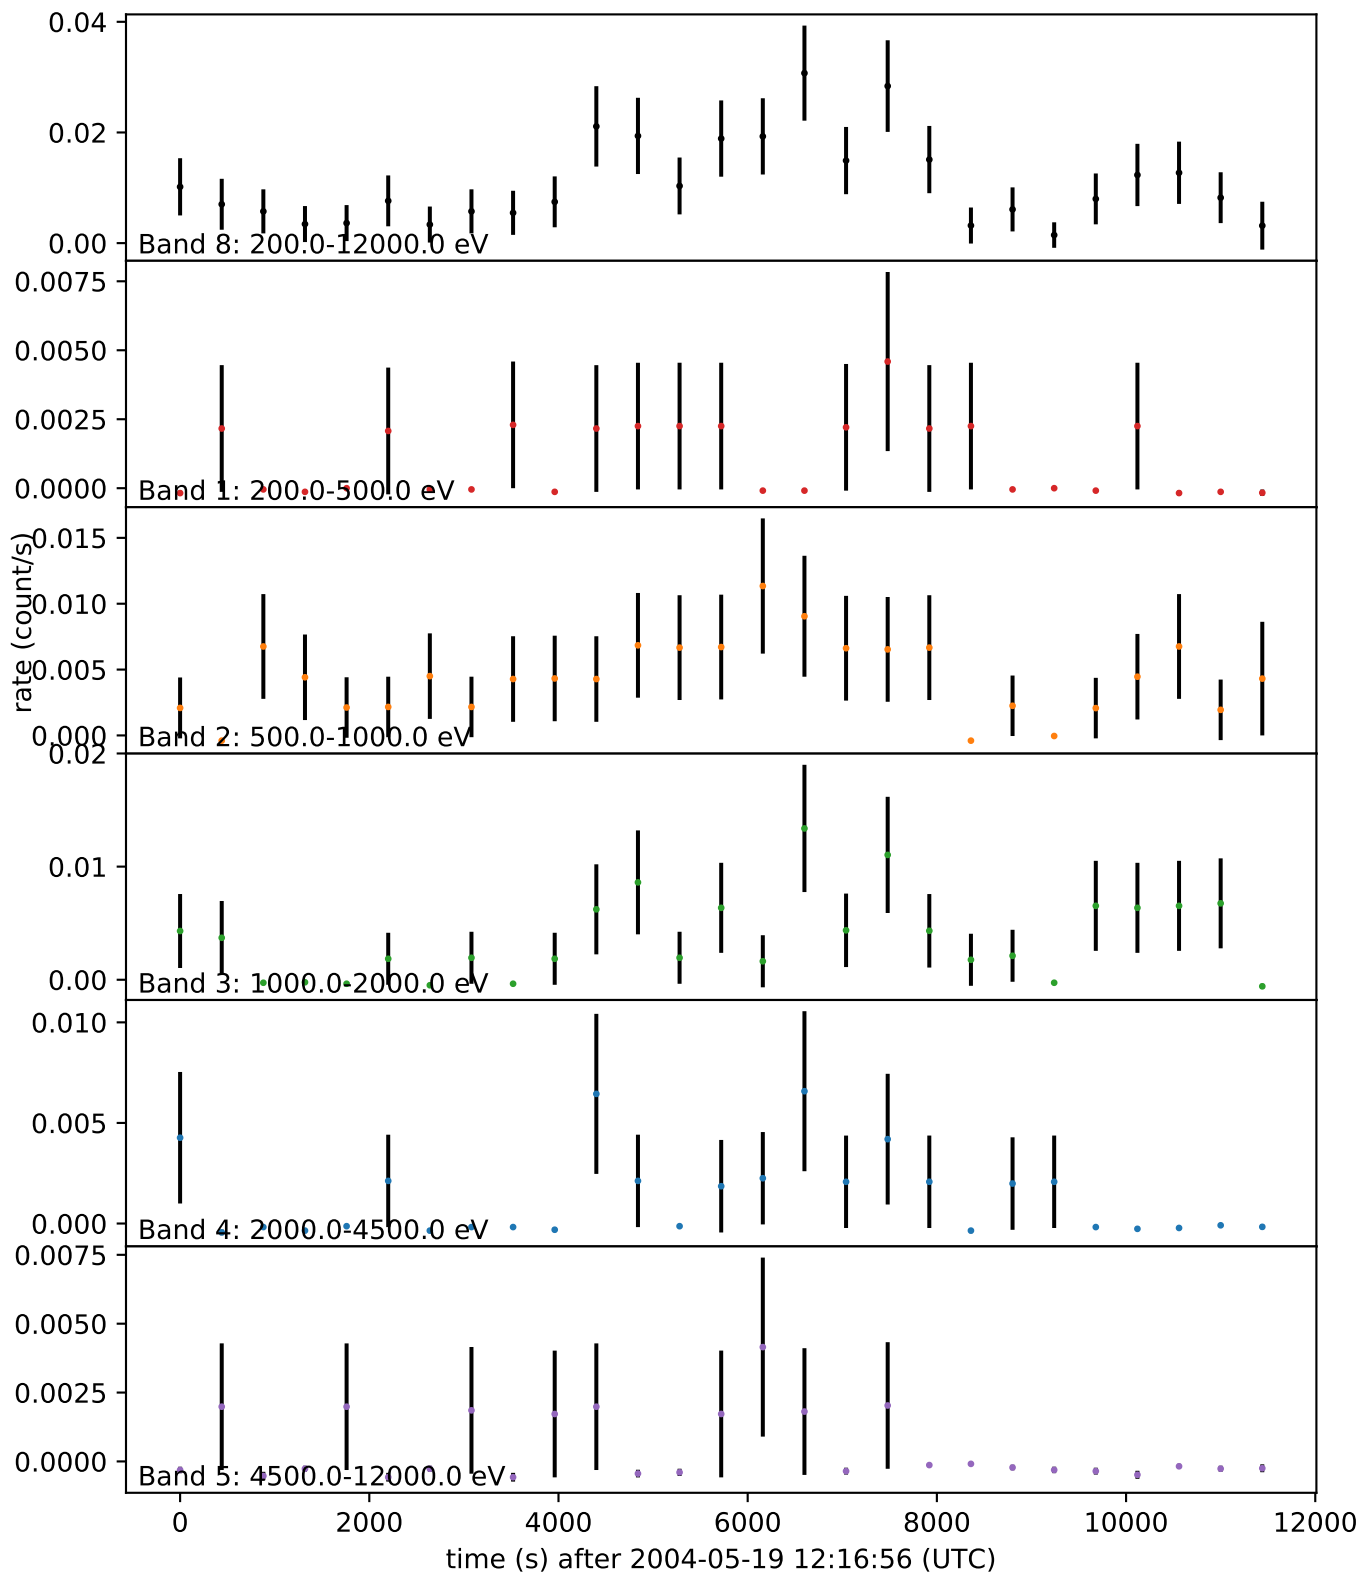 0.04
0.02
0.00
Band 8: 200.0-12000.0 eV
0.0075
0.0050
0.0025
0.0000
Band 1: 200.0-500.0 eV
rate (count/s)
0.015
0.010
0.005
0.000
Band 2: 500.0-1000.0 eV
0.02
0.01
0.00
Band 3: 1000.0-2000.0 eV
0.010
0.005
0.000
Band 4: 2000.0-4500.0 eV
0.0075
0.0050
0.0025
0.0000
Band 5: 4500.0-12000.0 eV
0 2000 4000 6000 8000 10000 12000
time (s) after 2004-05-19 12:16:56 (UTC)